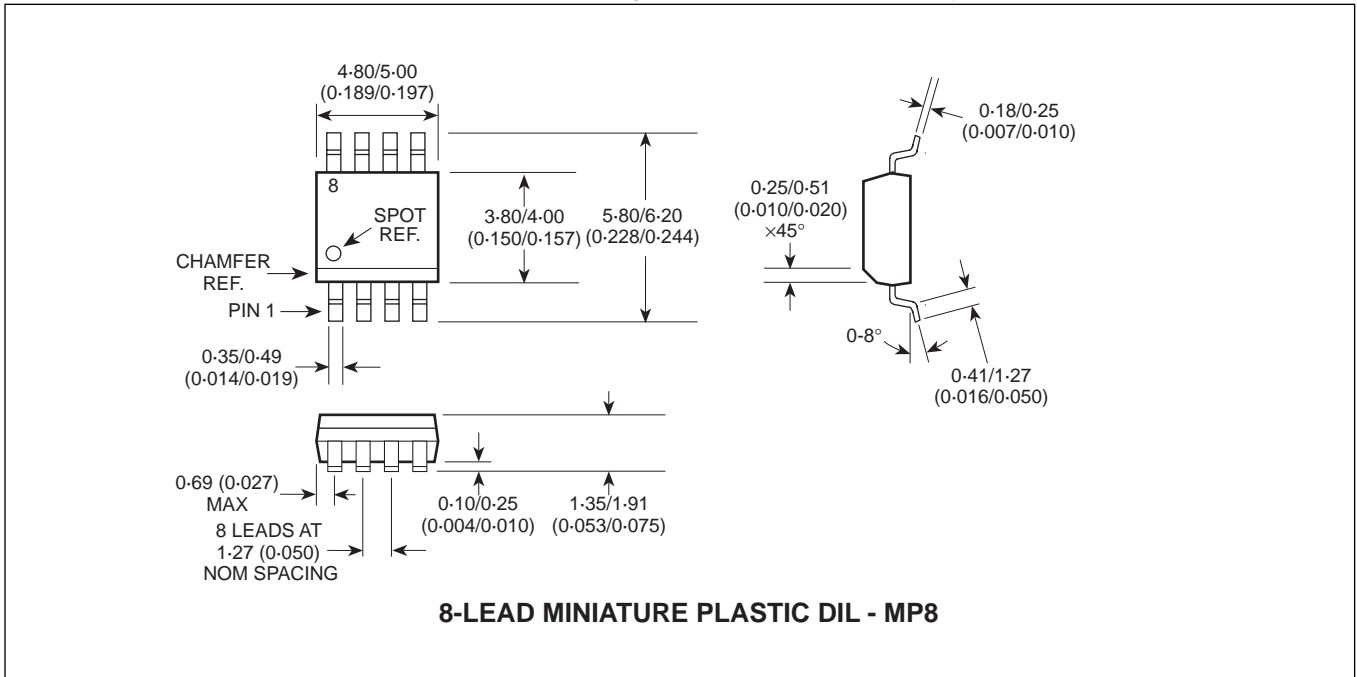 4·80/5·00
(0·189/0·197)
8
SPOT
REF.
CHAMFER
REF.
PIN 1
3·80/4·00
(0·150/0·157)
5·80/6·20
(0·228/0·244)
0·35/0·49
(0·014/0·019)
0·18/0·25
(0·007/0·010)
0·25/0·51
(0·010/0·020)
×45°
0-8°
0·41/1·27
(0·016/0·050)
0·69 (0·027)
MAX
8 LEADS AT
1·27 (0·050)
NOM SPACING
0·10/0·25
(0·004/0·010)
1·35/1·91
(0·053/0·075)
8-LEAD MINIATURE PLASTIC DIL - MP8